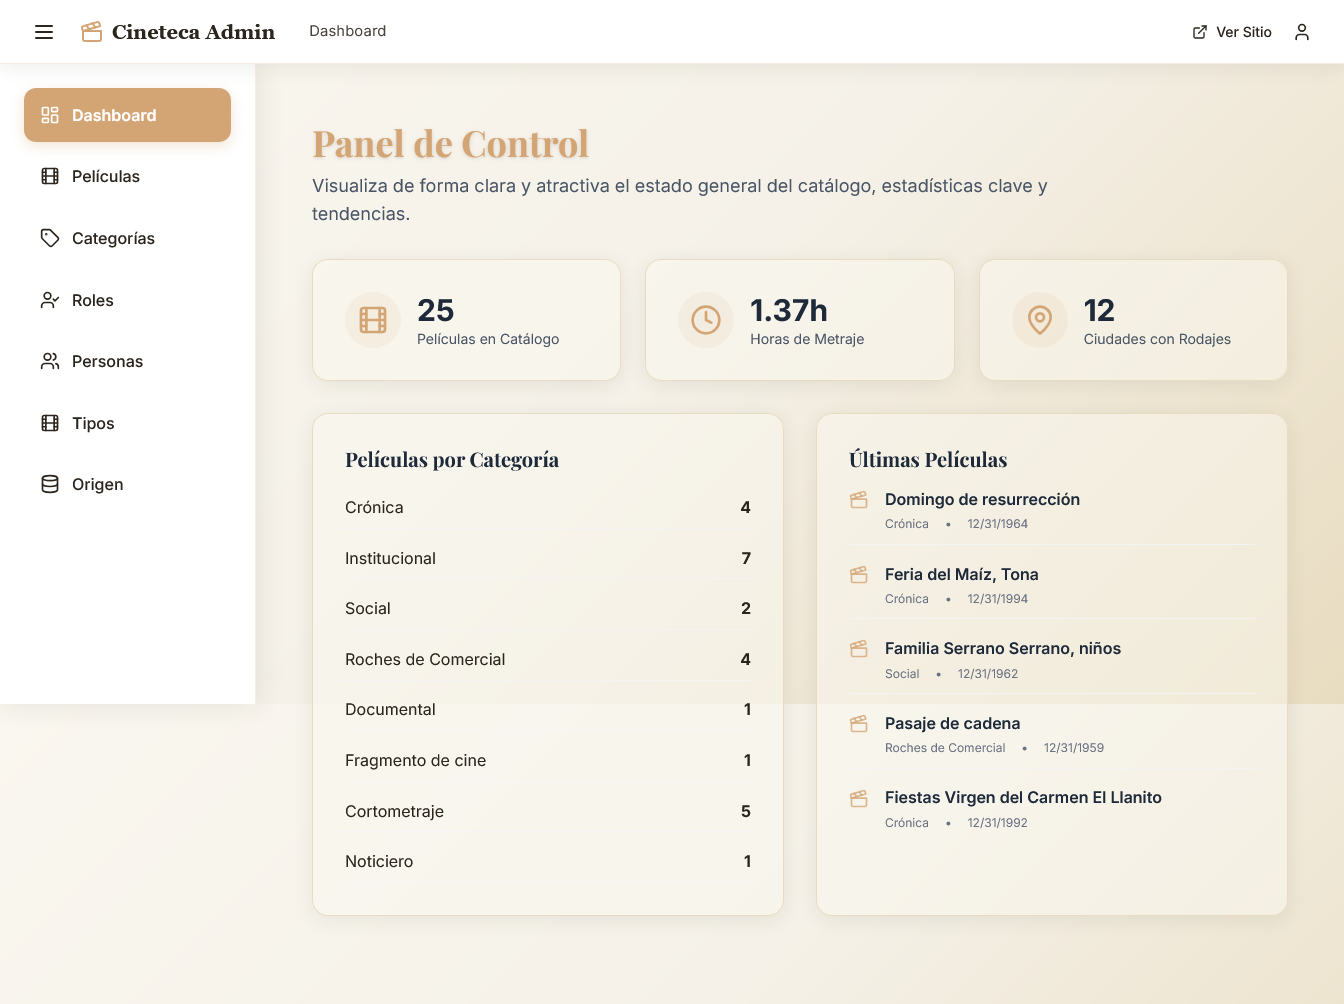 Cineteca Admin
Dashboard
Ver Sitio
Dashboard
Películas
Categorías
Roles
Personas
Tipos
Origen
Panel de Control
Visualiza de forma clara y atractiva el estado general del catálogo, estadísticas clave y
tendencias.
25
Películas en Catálogo
1.37h
Horas de Metraje
12
Ciudades con Rodajes
Películas por Categoría
Crónica 4
Institucional 7
Social 2
Roches de Comercial 4
Documental 1
Fragmento de cine 1
Cortometraje 5
Noticiero 1
Últimas Películas
Domingo de resurrección
Crónica • 12/31/1964
Feria del Maíz, Tona
Crónica • 12/31/1994
Familia Serrano Serrano, niños
Social • 12/31/1962
Pasaje de cadena
Roches de Comercial • 12/31/1959
Fiestas Virgen del Carmen El Llanito
Crónica • 12/31/1992